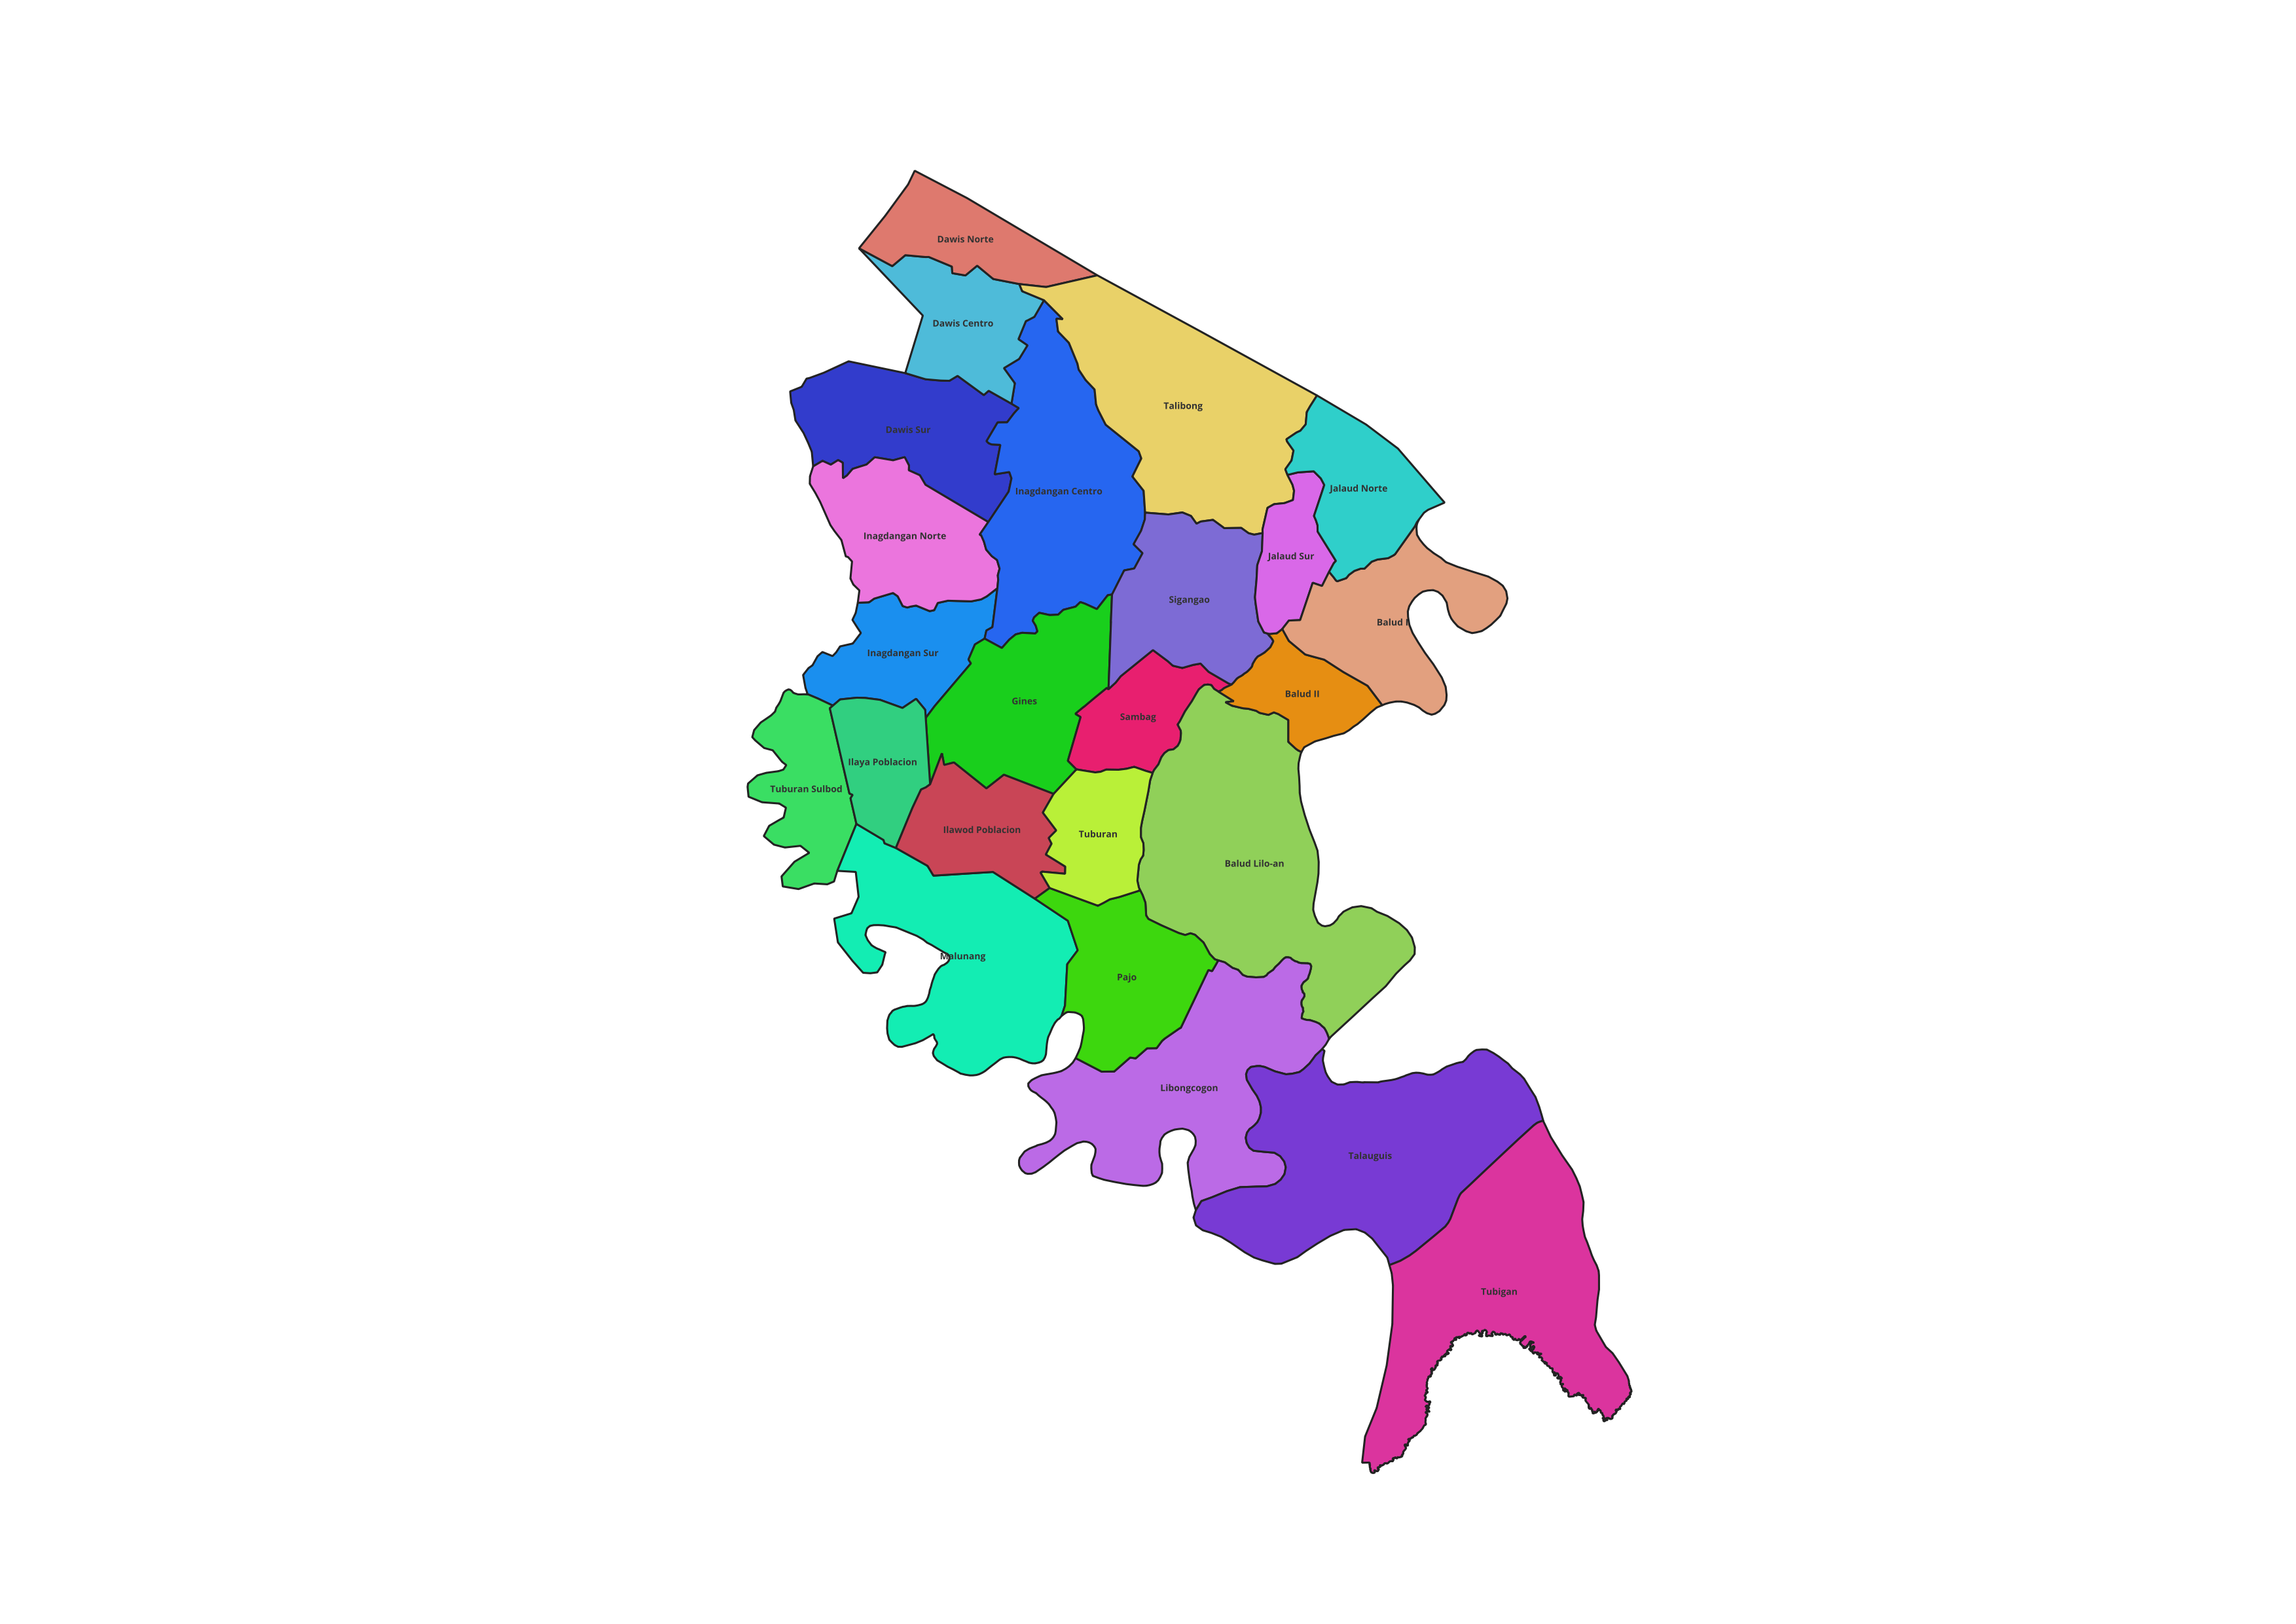 Dawis Norte
Dawis Centro
Talibong
Dawis Sur
Inagdangan Centro
Jalaud Norte
Inagdangan Norte
Jalaud Sur
Sigangao
Balud I
Inagdangan Sur
Balud II
Gines
Sambag
Ilaya Poblacion
Tuburan Sulbod
Ilawod Poblacion
Tuburan
Balud Lilo-an
Malunang
Pajo
Libongcogon
Talauguis
Tubigan